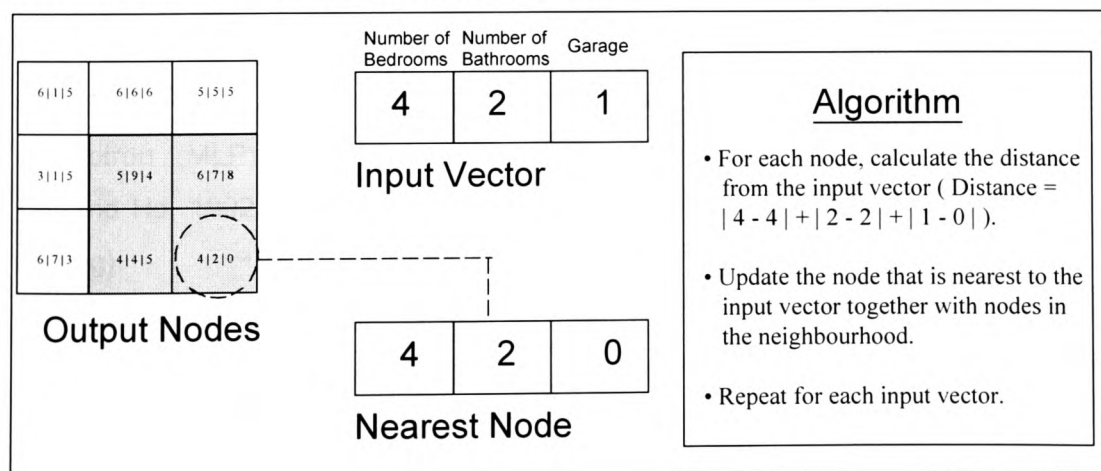 6|1|5 6|6|6 5|5|5
3|1|5 5|9|4 6|7|8
6|7|3 4|4|5 4|2|0
Output Nodes
Number of Bedrooms
Number of Bathrooms
Garage
4 2 1
Input Vector
4 2 0
Nearest Node
Algorithm
• For each node, calculate the distance
from the input vector ( Distance =
| 4 - 4 | + | 2 - 2 | + | 1 - 0 | ).
• Update the node that is nearest to the
input vector together with nodes in
the neighbourhood.
• Repeat for each input vector.